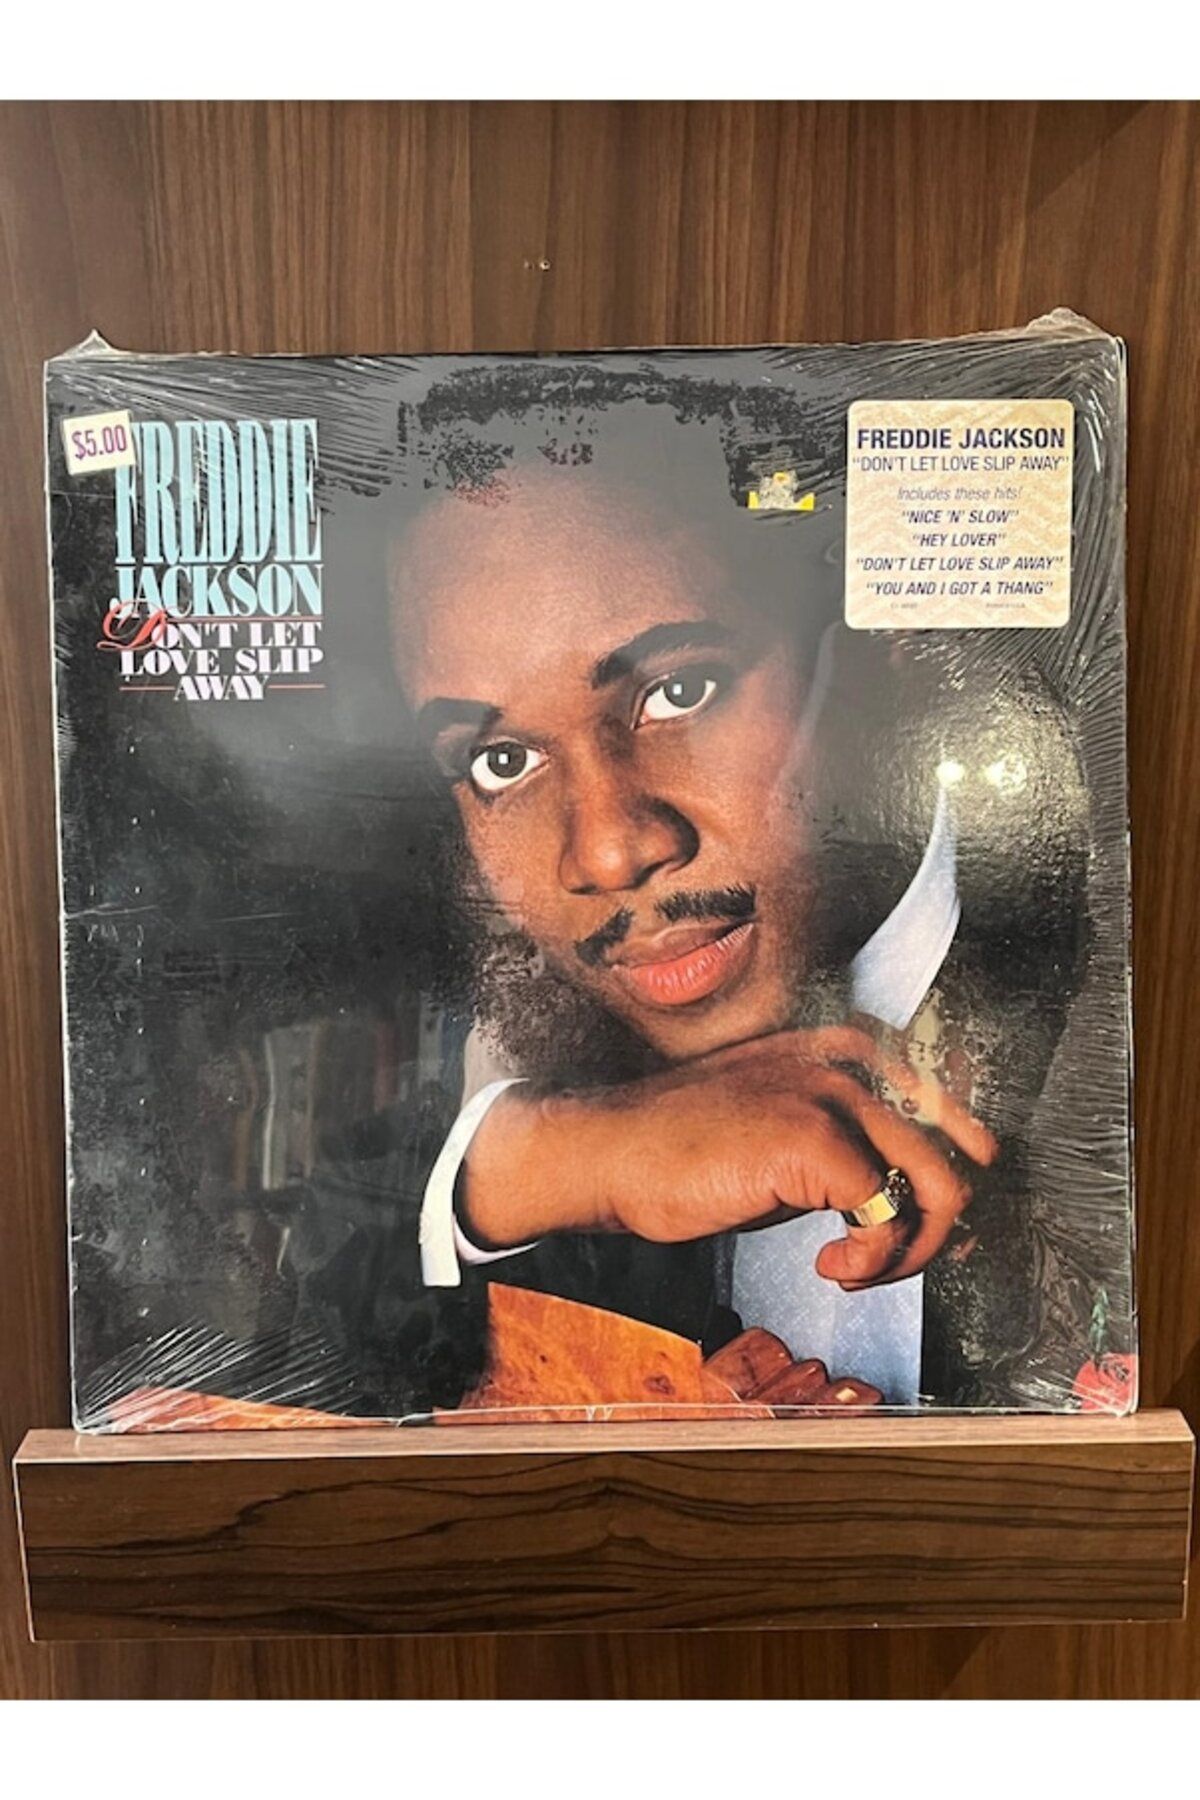 $5.00
FREDDIE
JACKSON
DON'T LET
LOVE SLIP
AWAY
FREDDIE JACKSON
"DON'T LET LOVE SLIP AWAY"
Includes these hits!
"NICE 'N' SLOW"
"HEY LOVER"
"DON'T LET LOVE SLIP AWAY"
"YOU AND I GOT A THANG"